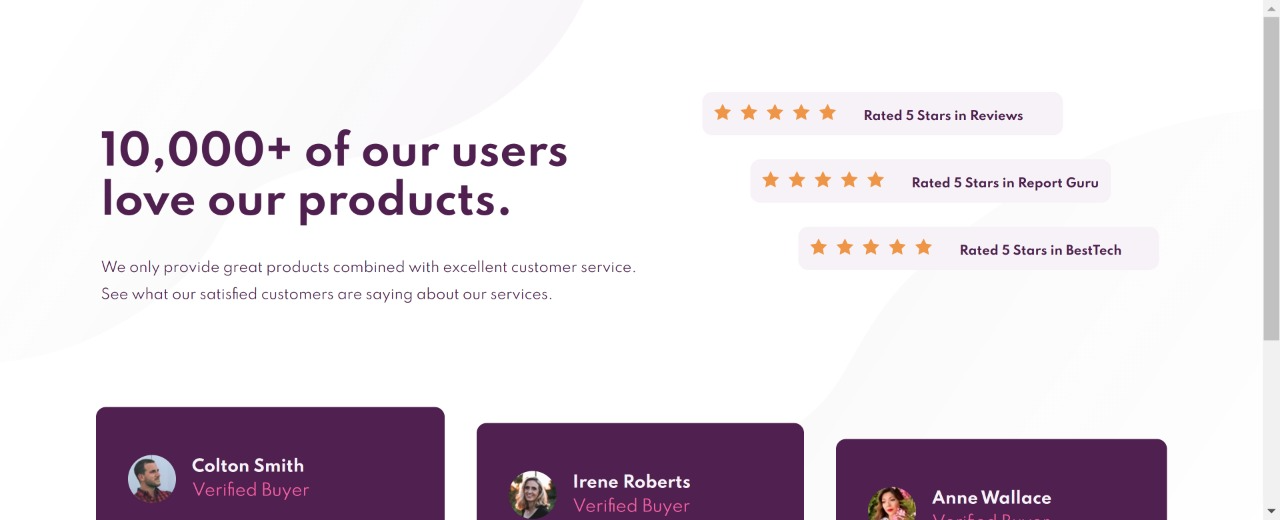 10,000+ of our users
love our products.
We only provide great products combined with excellent customer service.
See what our satisfied customers are saying about our services.
Rated 5 Stars in Reviews
Rated 5 Stars in Report Guru
Rated 5 Stars in BestTech
Colton Smith
Verified Buyer
Irene Roberts
Verified Buyer
Anne Wallace
Verified Buyer